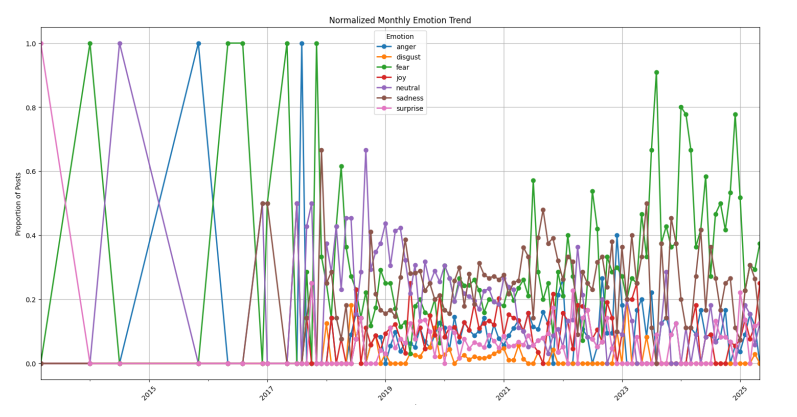 Normalized Monthly Emotion Trend
Emotion
anger
disgust
fear
joy
neutral
sadness
surprise
Proportion of Posts
1.0
0.8
0.6
0.4
0.2
0.0
2015
2017
2019
2021
2023
2025